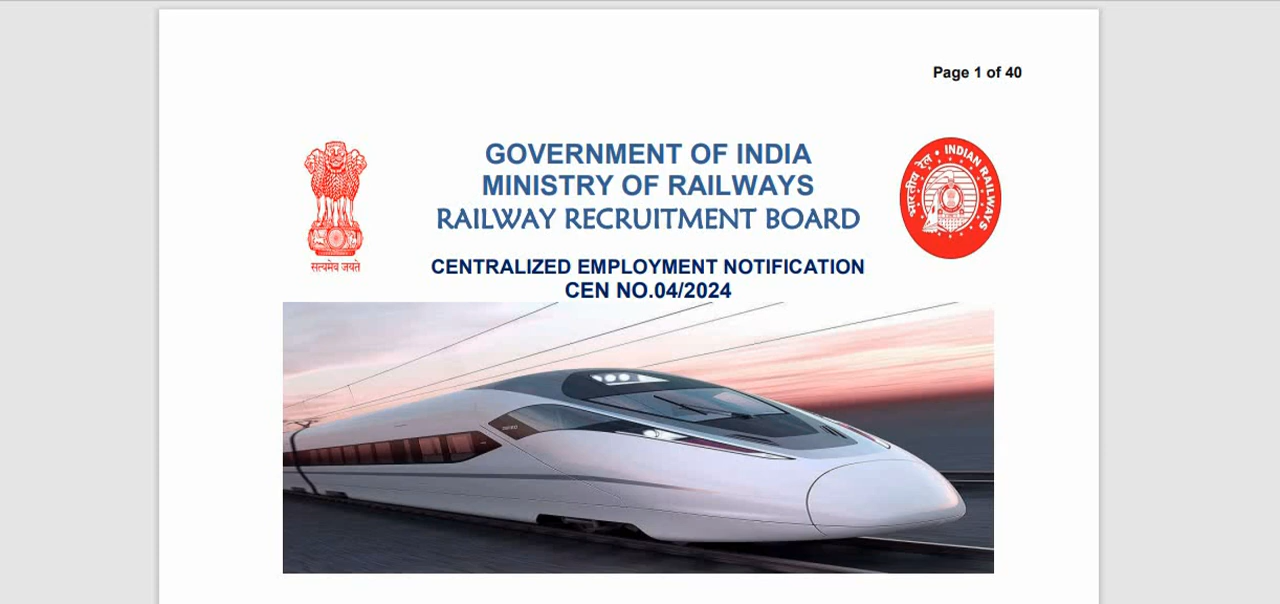 Page 1 of 40
GOVERNMENT OF INDIA
MINISTRY OF RAILWAYS
RAILWAY RECRUITMENT BOARD
सत्यमेव जयते
भारतीय रेल • INDIAN RAILWAYS
CENTRALIZED EMPLOYMENT NOTIFICATION
CEN NO.04/2024